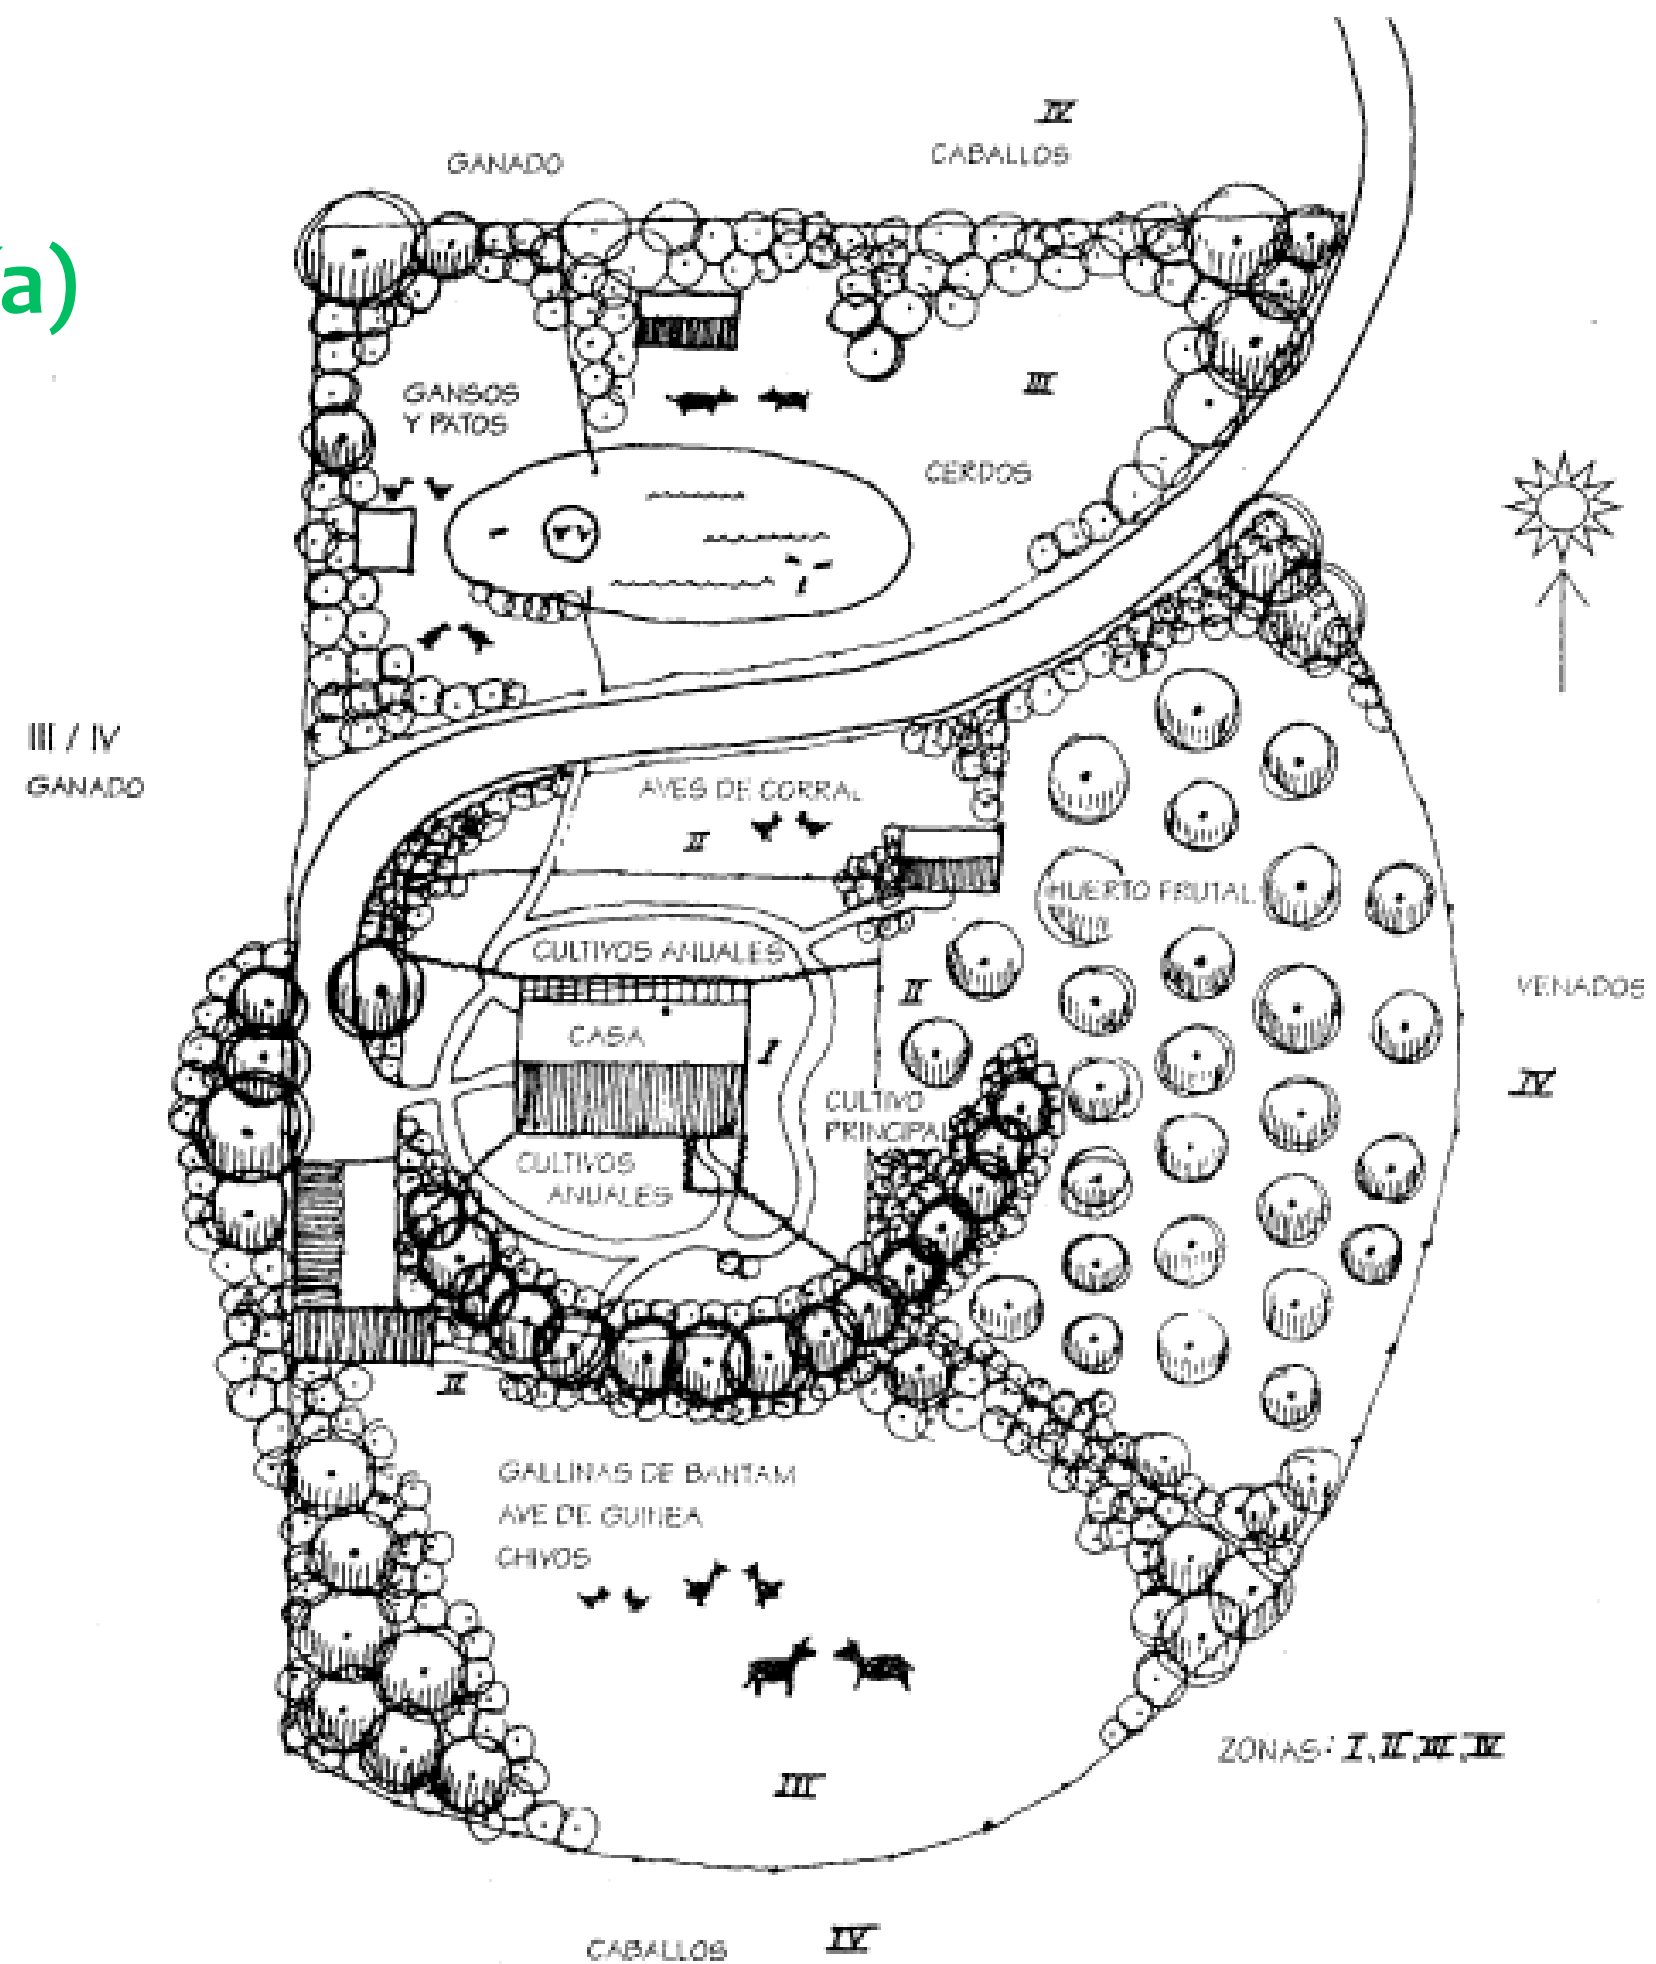 IV
GANADO
CABALLOS
a)
III
GANSOS
Y PATOS
CERDOS
III / IV
GANADO
AVES DE CORRAL
II
HUERTO FRUTAL
CULTIVOS ANUALES
II
VENADOS
CASA
I
IV
CULTIVO
PRINCIPAL
CULTIVOS
ANUALES
II
GALLINAS DE BANTAM
AVE DE GUINEA
CHIVOS
ZONAS: I, II, III, IV
III
IV
CABALLOS